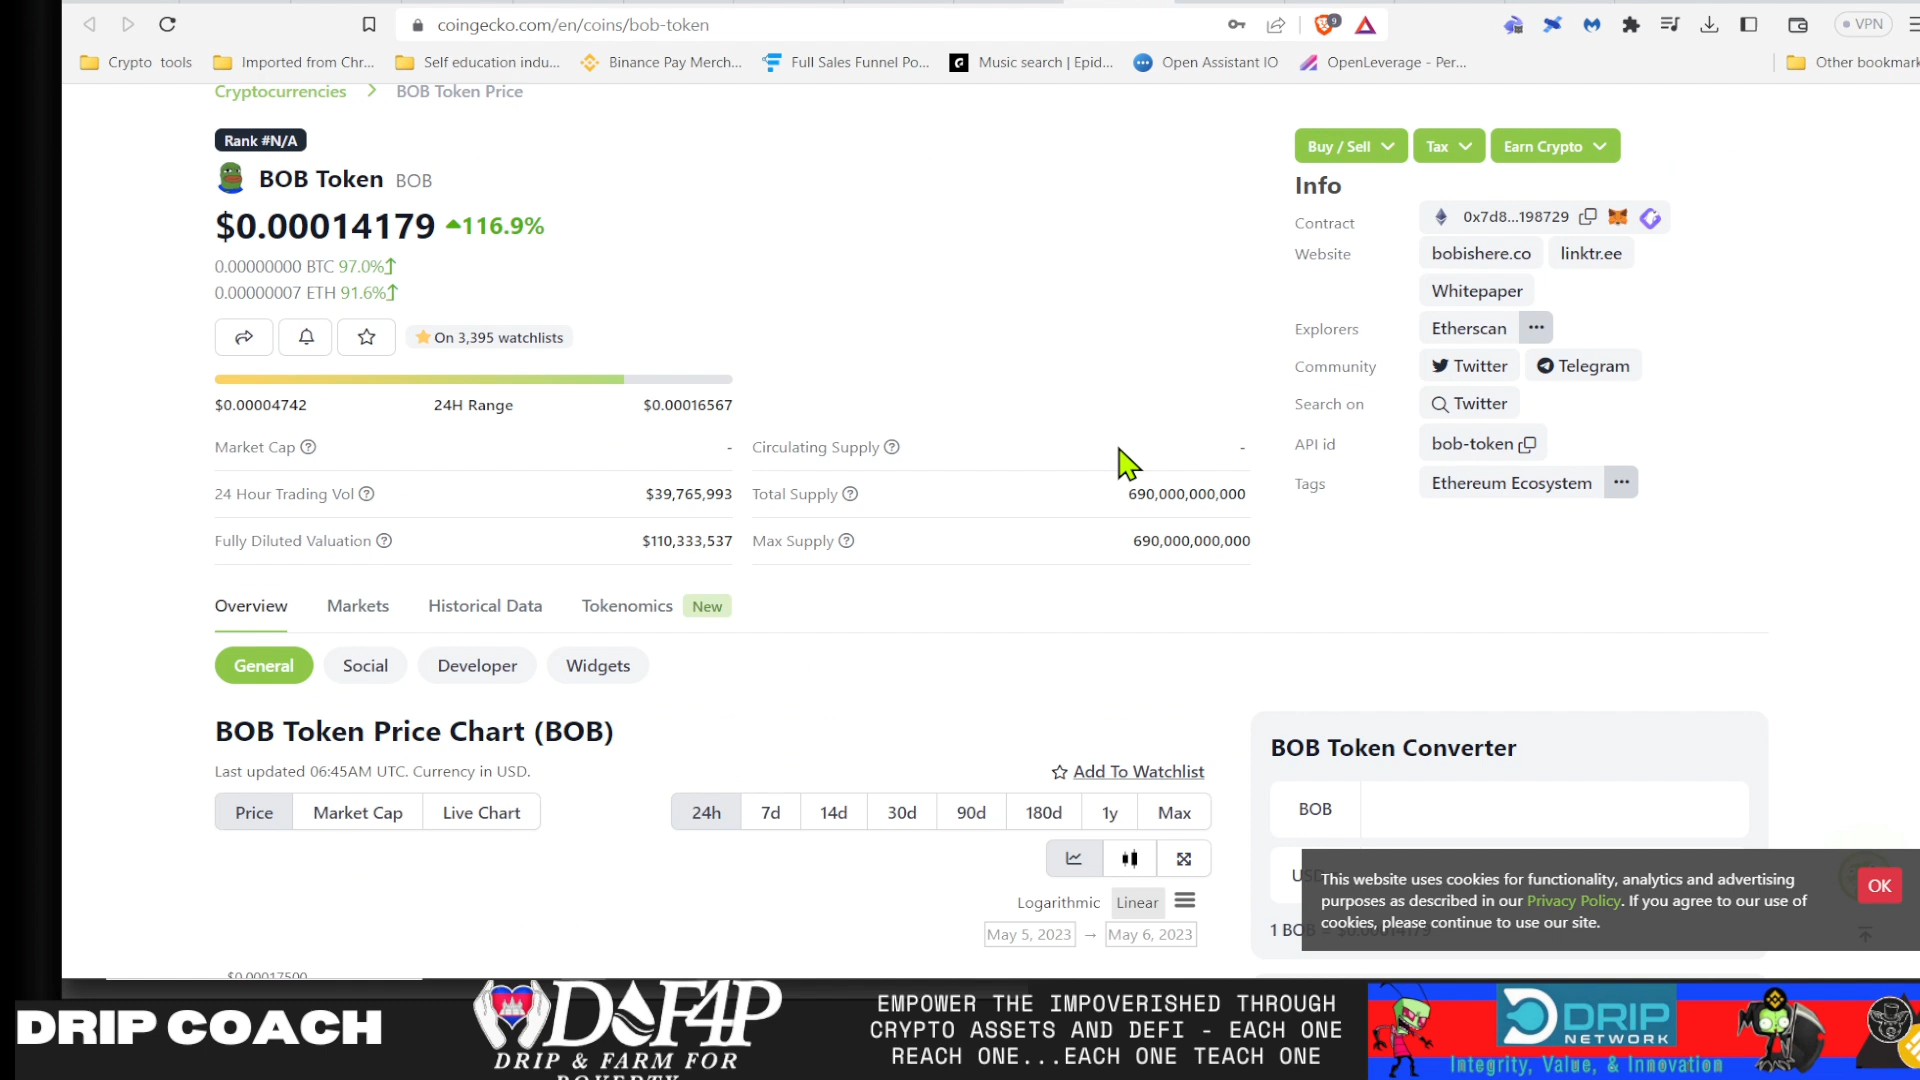 coingecko.com/en/coins/bob-token
9
VPN
Crypto tools
Imported from Chr...
Self education indu...
Binance Pay Merch...
Full Sales Funnel Po...
Music search | Epid...
Open Assistant IO
OpenLeverage - Per...
Other bookmark
Cryptocurrencies > BOB Token Price
Rank #N/A
BOB Token BOB
$0.00014179 116.9%
0.00000000 BTC 97.0%
0.00000007 ETH 91.6%
On 3,395 watchlists
$0.00004742 24H Range $0.00016567
Market Cap -
Circulating Supply -
24 Hour Trading Vol $39,765,993
Total Supply 690,000,000,000
Fully Diluted Valuation $110,333,537
Max Supply 690,000,000,000
Buy / Sell
Tax
Earn Crypto
Info
Contract 0x7d8...198729
Website bobishere.co linktr.ee
Whitepaper
Explorers Etherscan ...
Community Twitter Telegram
Search on Twitter
API id bob-token
Tags Ethereum Ecosystem ...
Overview Markets Historical Data Tokenomics New
General Social Developer Widgets
BOB Token Price Chart (BOB)
Last updated 06:45AM UTC. Currency in USD.
Add To Watchlist
Price Market Cap Live Chart
24h 7d 14d 30d 90d 180d 1y Max
Logarithmic Linear
May 5, 2023 → May 6, 2023
$0.00017500
BOB Token Converter
BOB
USD
1 BOB = $0.00014179
This website uses cookies for functionality, analytics and advertising
purposes as described in our Privacy Policy. If you agree to our use of
cookies, please continue to use our site.
OK
DRIP COACH
DAF4P
DRIP & FARM FOR
POVERTY
EMPOWER THE IMPOVERISHED THROUGH
CRYPTO ASSETS AND DEFI - EACH ONE
REACH ONE...EACH ONE TEACH ONE
DRIP
NETWORK
Integrity, Value, & Innovation